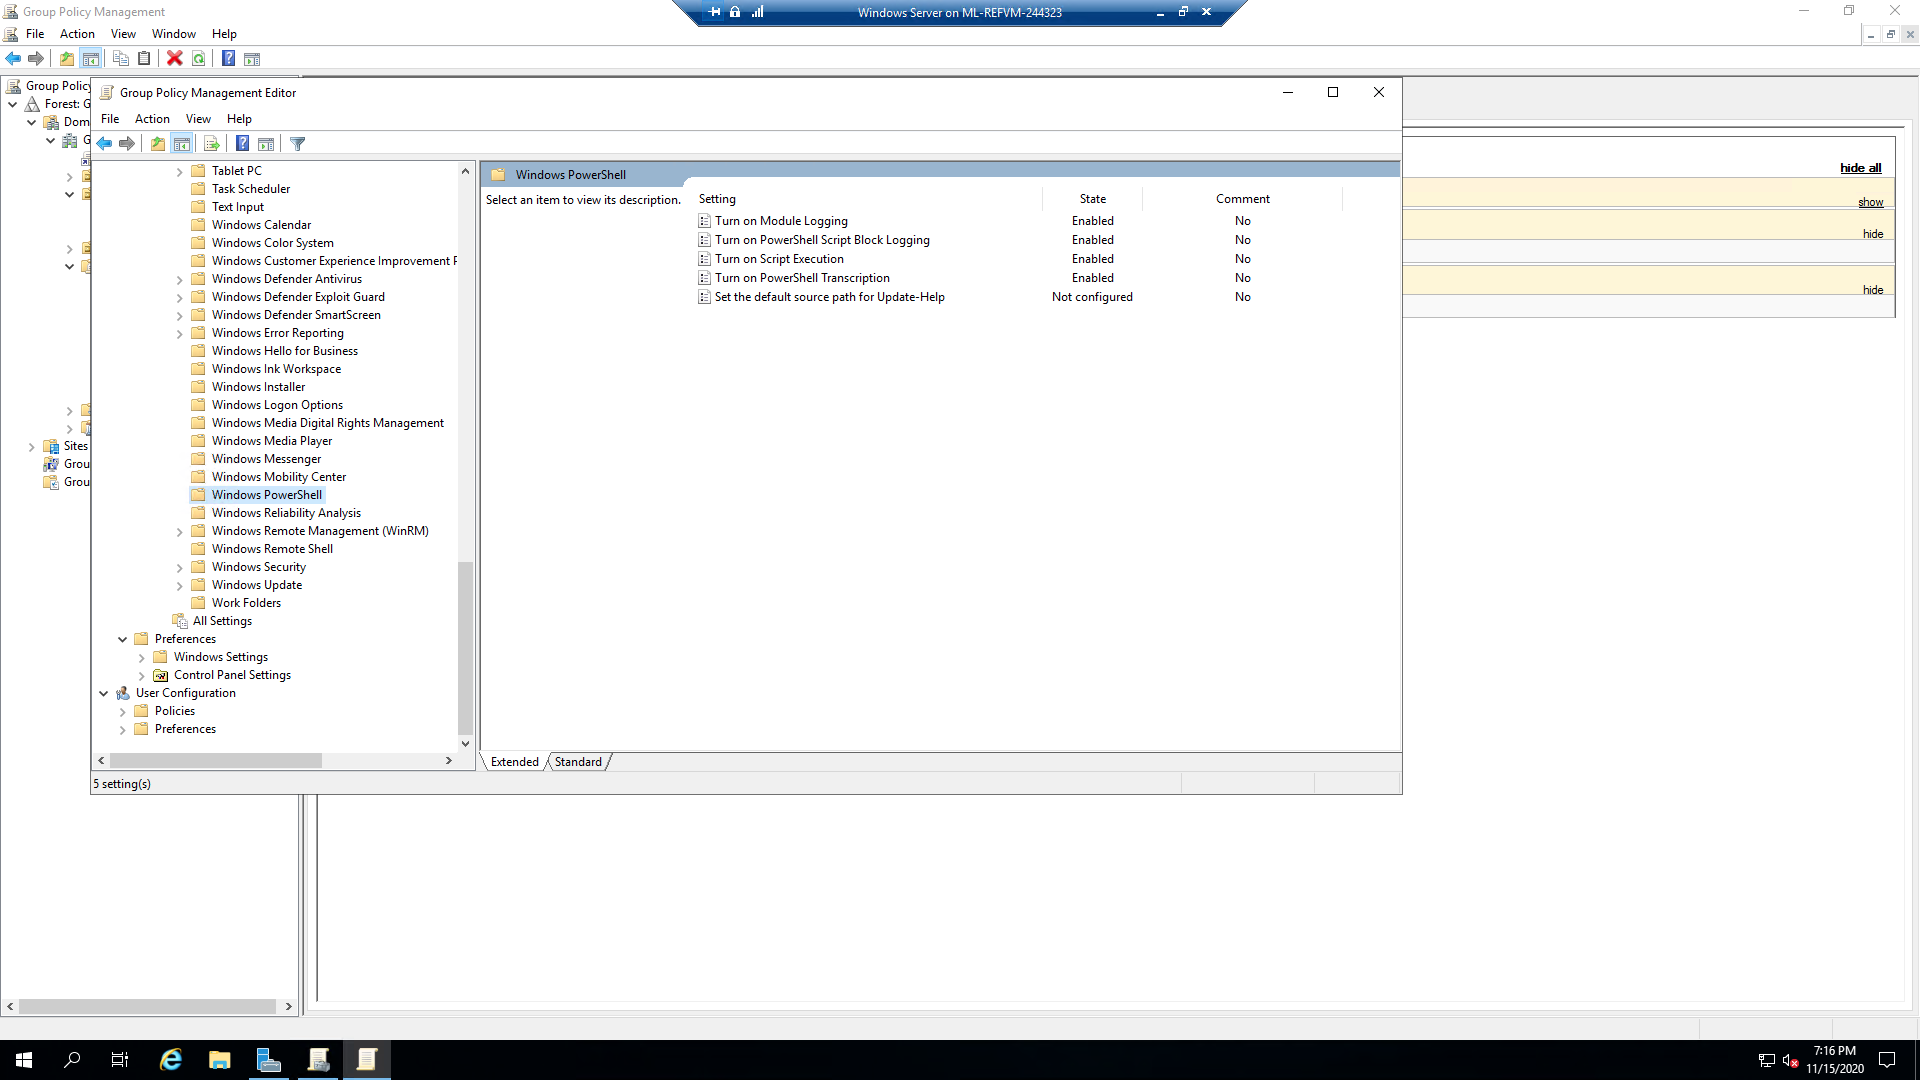 Group Policy Management
Windows Server on ML-REFVM-244323
File Action View Window Help
Group Policy
Forest: G
Dom
G
Sites
Grou
Grou
Group Policy Management Editor
File Action View Help
Tablet PC
Task Scheduler
Text Input
Windows Calendar
Windows Color System
Windows Customer Experience Improvement P
Windows Defender Antivirus
Windows Defender Exploit Guard
Windows Defender SmartScreen
Windows Error Reporting
Windows Hello for Business
Windows Ink Workspace
Windows Installer
Windows Logon Options
Windows Media Digital Rights Management
Windows Media Player
Windows Messenger
Windows Mobility Center
Windows PowerShell
Windows Reliability Analysis
Windows Remote Management (WinRM)
Windows Remote Shell
Windows Security
Windows Update
Work Folders
All Settings
Preferences
Windows Settings
Control Panel Settings
User Configuration
Policies
Preferences
Windows PowerShell
Select an item to view its description.
Setting State Comment
Turn on Module Logging Enabled No
Turn on PowerShell Script Block Logging Enabled No
Turn on Script Execution Enabled No
Turn on PowerShell Transcription Enabled No
Set the default source path for Update-Help Not configured No
Extended Standard
5 setting(s)
hide all
show
hide
hide
7:16 PM
11/15/2020